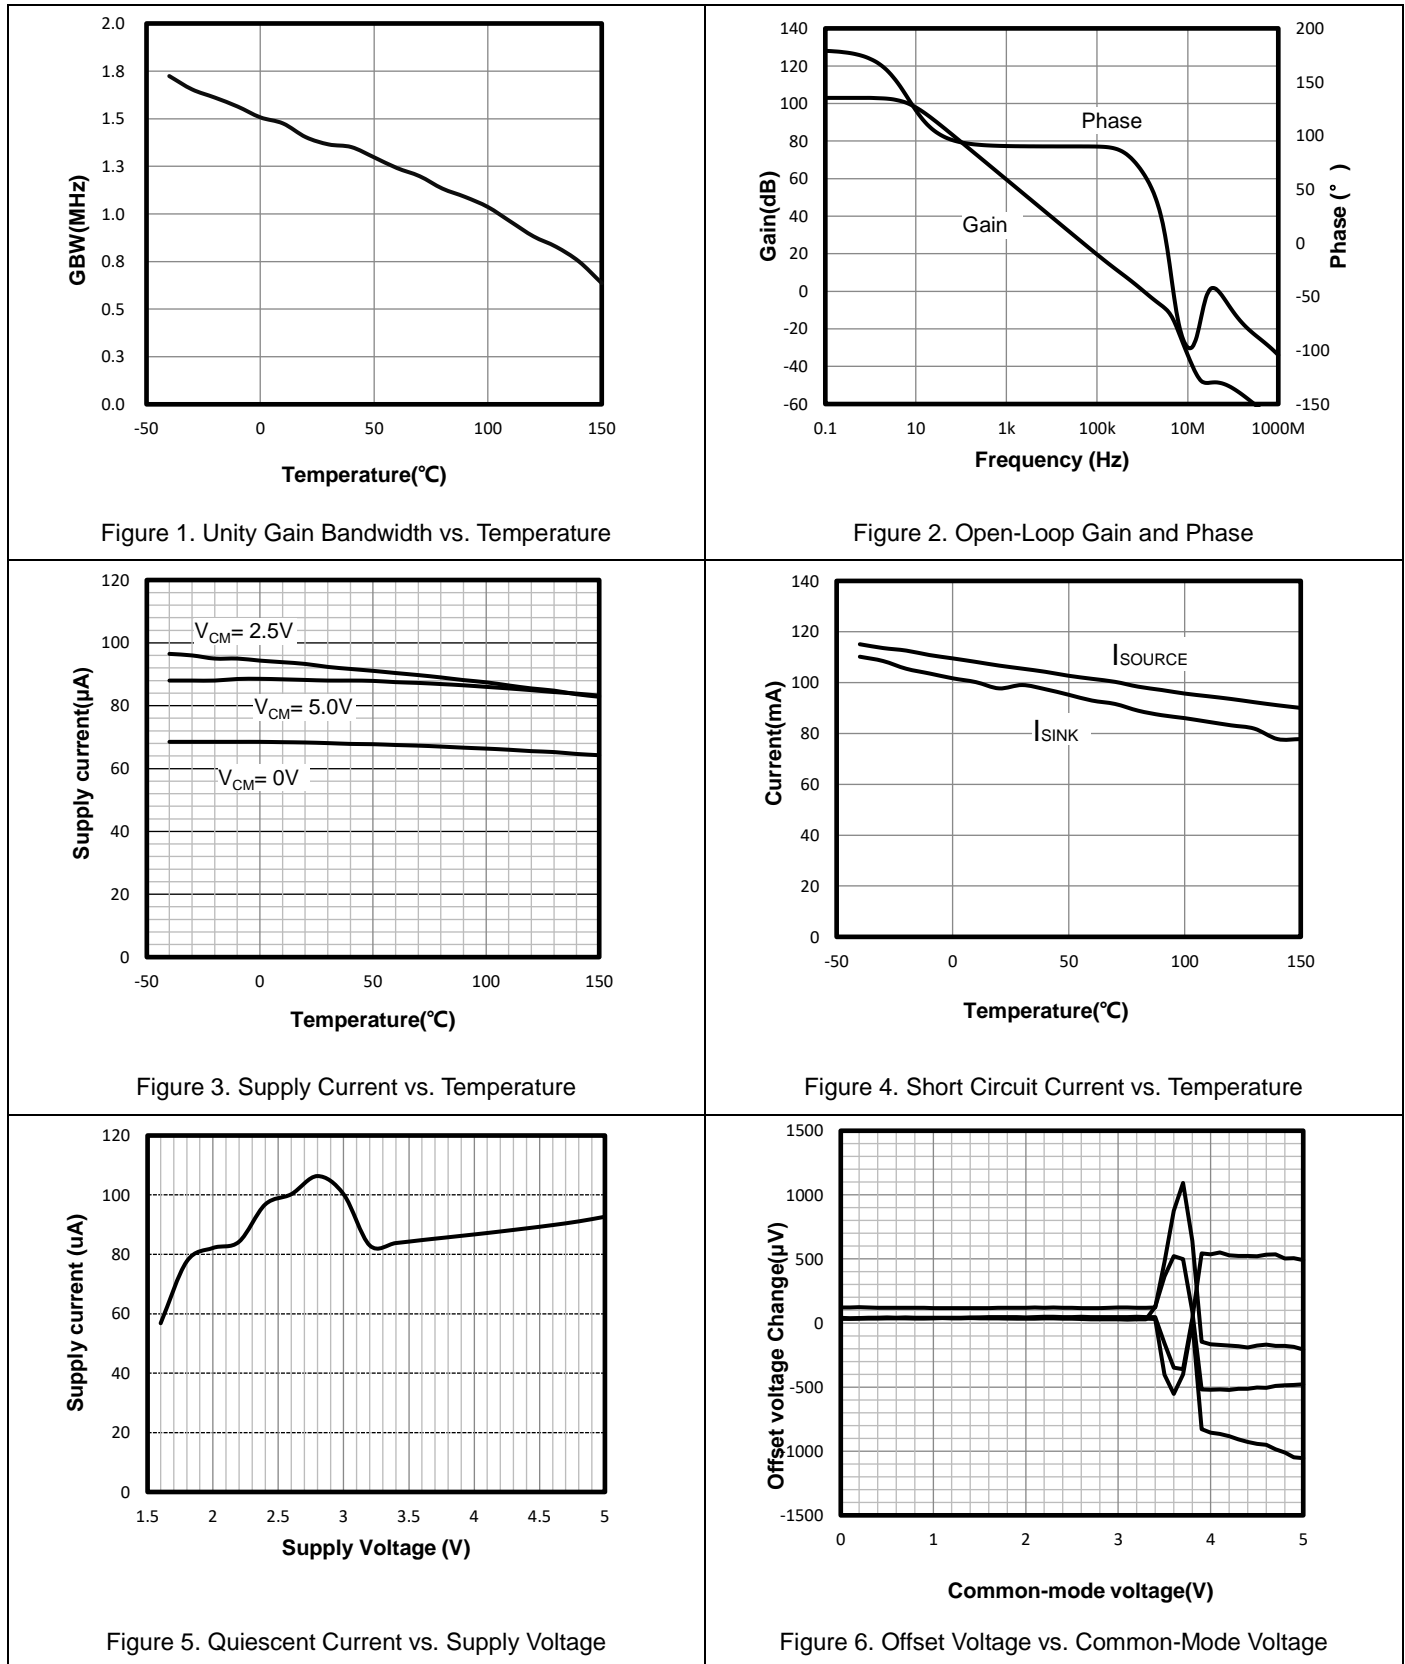 2.0
1.8
1.5
1.3
1.0
0.8
0.5
0.3
0.0
GBW(MHz)
-50 0 50 100 150
Temperature(℃)
Figure 1. Unity Gain Bandwidth vs. Temperature
140
120
100
80
60
40
20
0
-20
-40
-60
Gain(dB)
Phase
Gain
200
150
100
50
0
-50
-100
-150
Phase (° )
0.1 10 1k 100k 10M 1000M
Frequency (Hz)
Figure 2. Open-Loop Gain and Phase
120
100
80
60
40
20
0
Supply current(µA)
VCM= 2.5V
VCM= 5.0V
VCM= 0V
-50 0 50 100 150
Temperature(℃)
Figure 3. Supply Current vs. Temperature
140
120
100
80
60
40
20
0
Current(mA)
ISOURCE
ISINK
-50 0 50 100 150
Temperature(℃)
Figure 4. Short Circuit Current vs. Temperature
120
100
80
60
40
20
0
Supply current (uA)
1.5 2 2.5 3 3.5 4 4.5 5
Supply Voltage (V)
Figure 5. Quiescent Current vs. Supply Voltage
1500
1000
500
0
-500
-1000
-1500
Offset voltage Change(µV)
0 1 2 3 4 5
Common-mode voltage(V)
Figure 6. Offset Voltage vs. Common-Mode Voltage